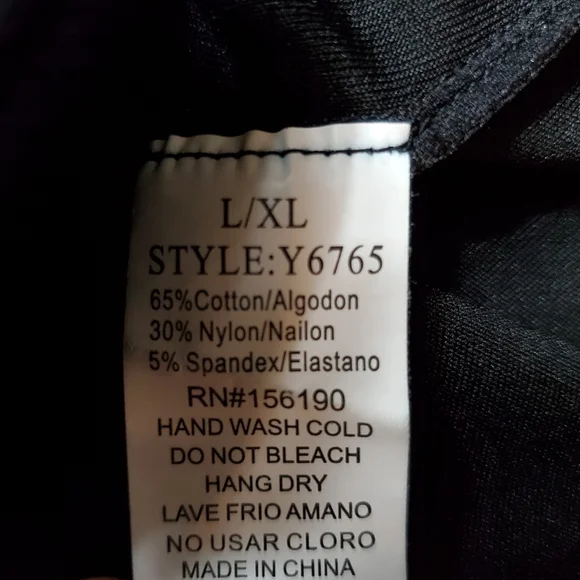 L/XL
STYLE:Y6765
65%Cotton/Algodon
30% Nylon/Nailon
5% Spandex/Elastano
RN#156190
HAND WASH COLD
DO NOT BLEACH
HANG DRY
LAVE FRIO AMANO
NO USAR CLORO
MADE IN CHINA